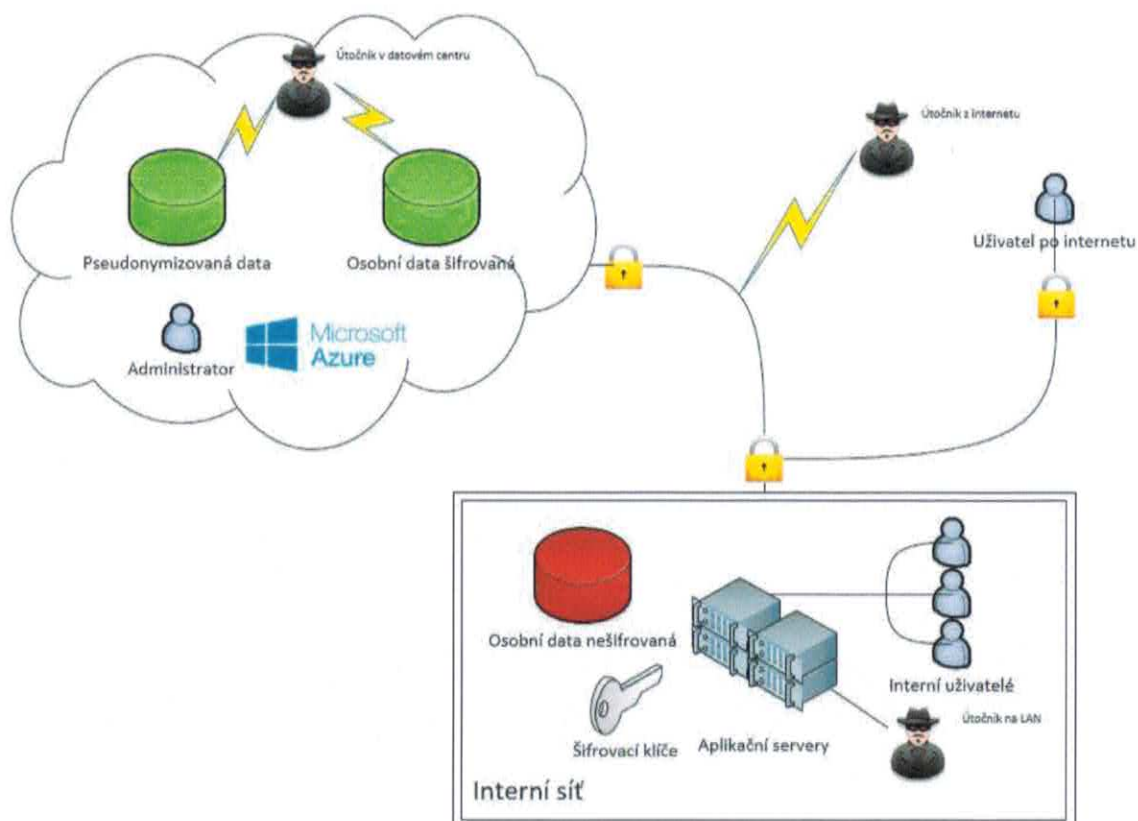 Útočník v datovém centru
Útočník z Internetu
Pseudonymizovaná data
Osobní data šifrovaná
Uživatel po internetu
Administrator
Microsoft
Azure
Osobní data nešifrovaná
Interní uživatelé
Útočník na LAN
Šifrovací klíče
Aplikační servery
Interní síť